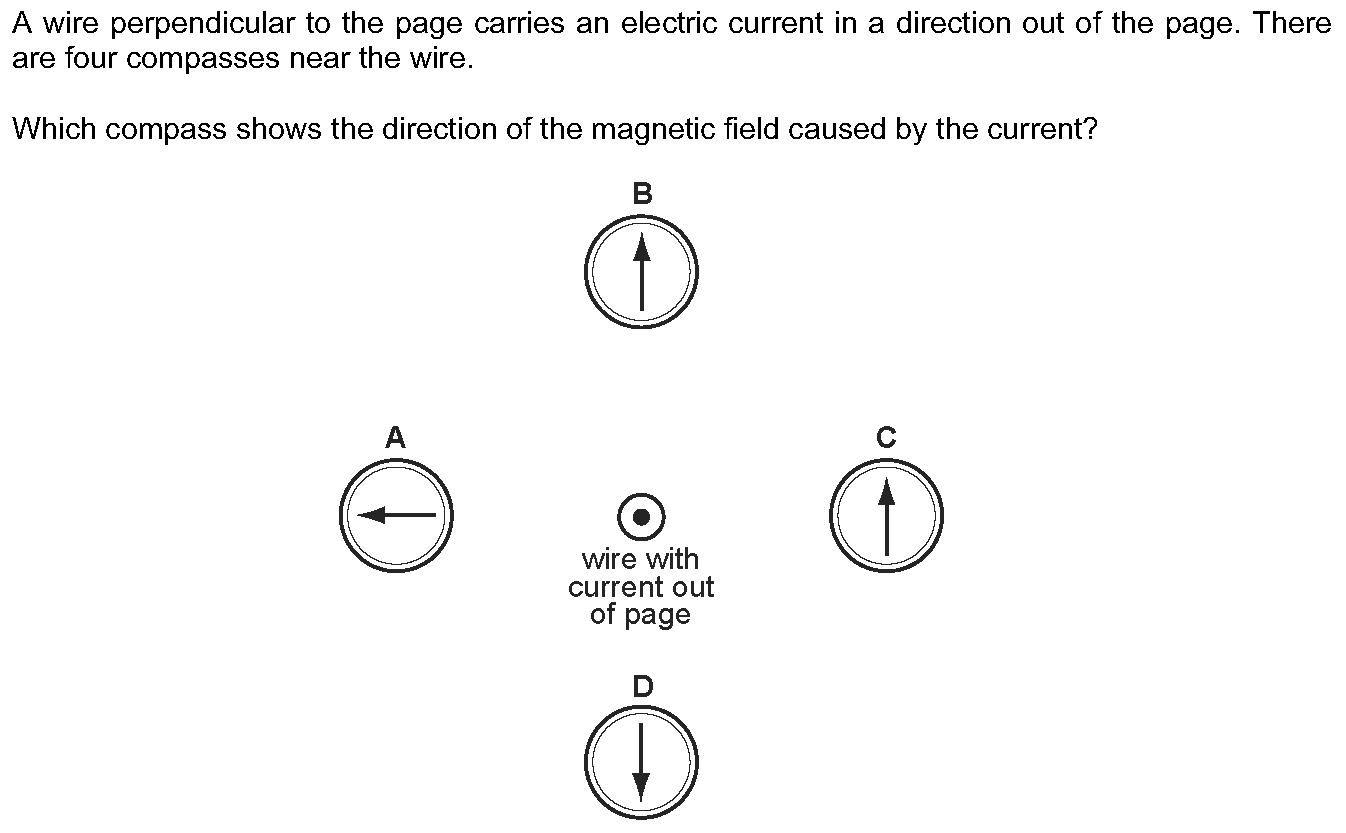 A wire perpendicular to the page carries an electric current in a direction out of the page. There
are four compasses near the wire.
Which compass shows the direction of the magnetic field caused by the current?
B
A
C
wire with
current out
of page
D